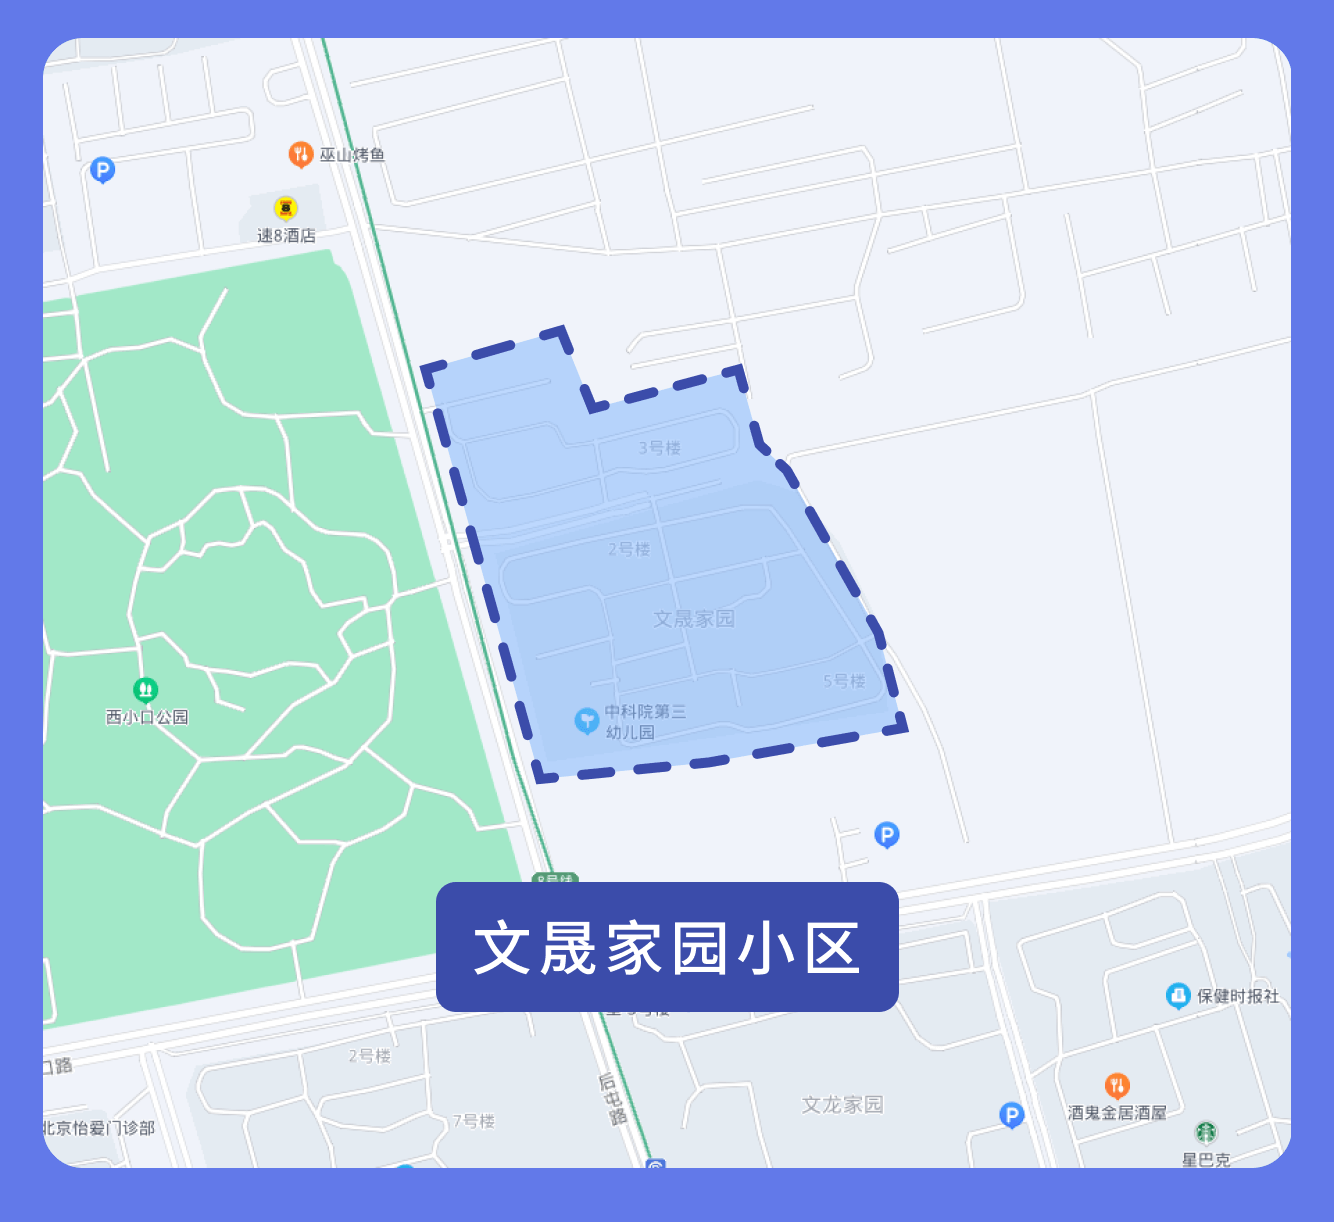 P
巫山烤鱼
速8酒店
3号楼
2号楼
文晟家园
5号楼
西小口公园
中科院第三
幼儿园
P
8号线
文晟家园小区
保健时报社
口路
2号楼
后屯路
酒鬼金居酒屋
文龙家园
P
7号楼
北京怡爱门诊部
星巴克